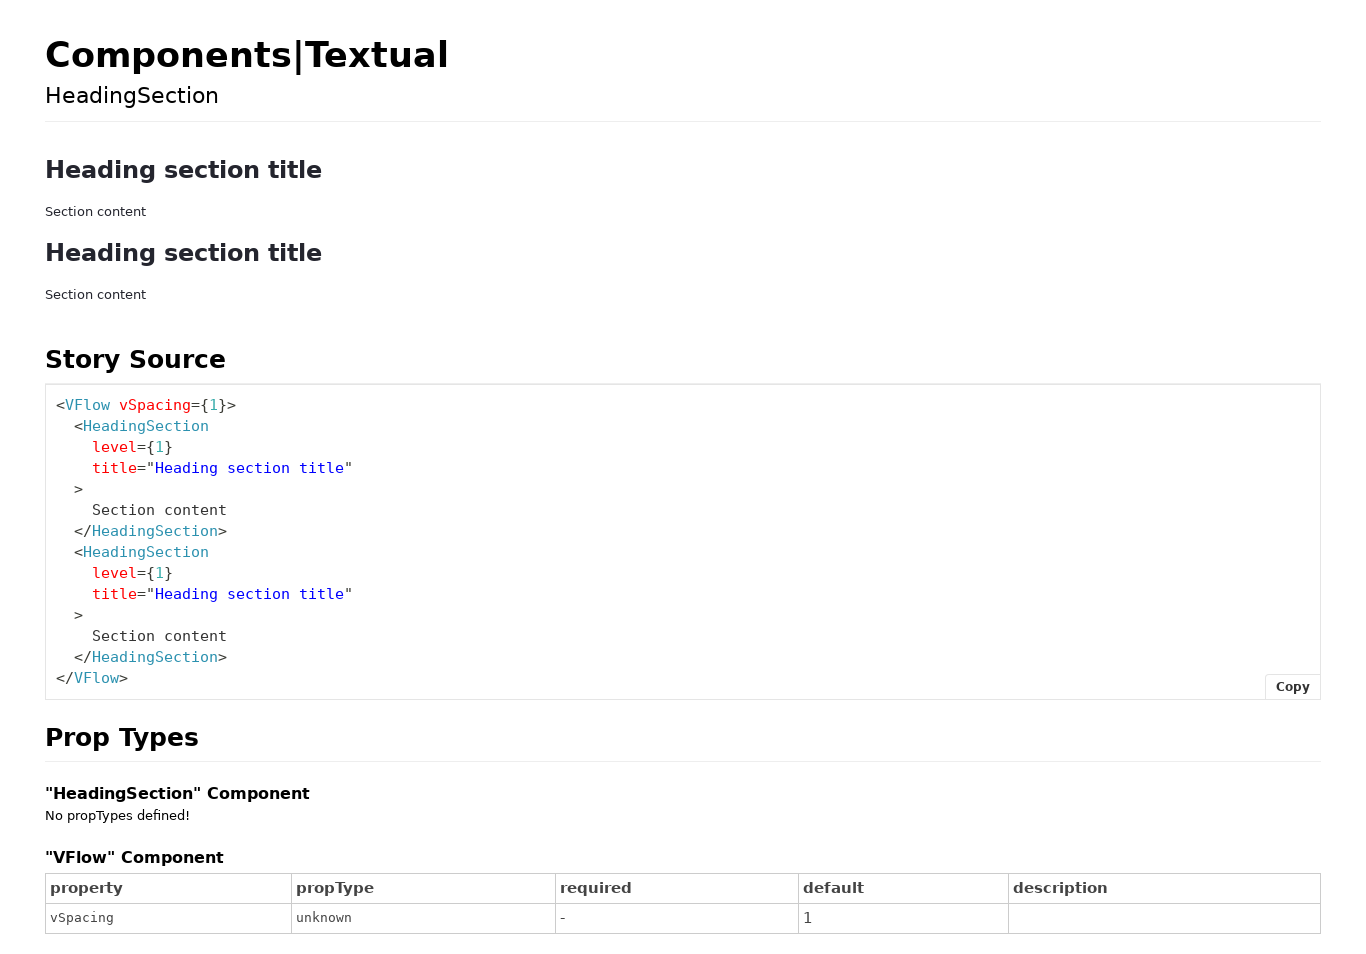 Components|Textual
HeadingSection
Heading section title
Section content
Heading section title
Section content
Story Source
<VFlow vSpacing={1}>
  <HeadingSection
    level={1}
    title="Heading section title"
  >
    Section content
  </HeadingSection>
  <HeadingSection
    level={1}
    title="Heading section title"
  >
    Section content
  </HeadingSection>
</VFlow>
Copy
Prop Types
"HeadingSection" Component
No propTypes defined!
"VFlow" Component
property propType required default description
vSpacing unknown - 1